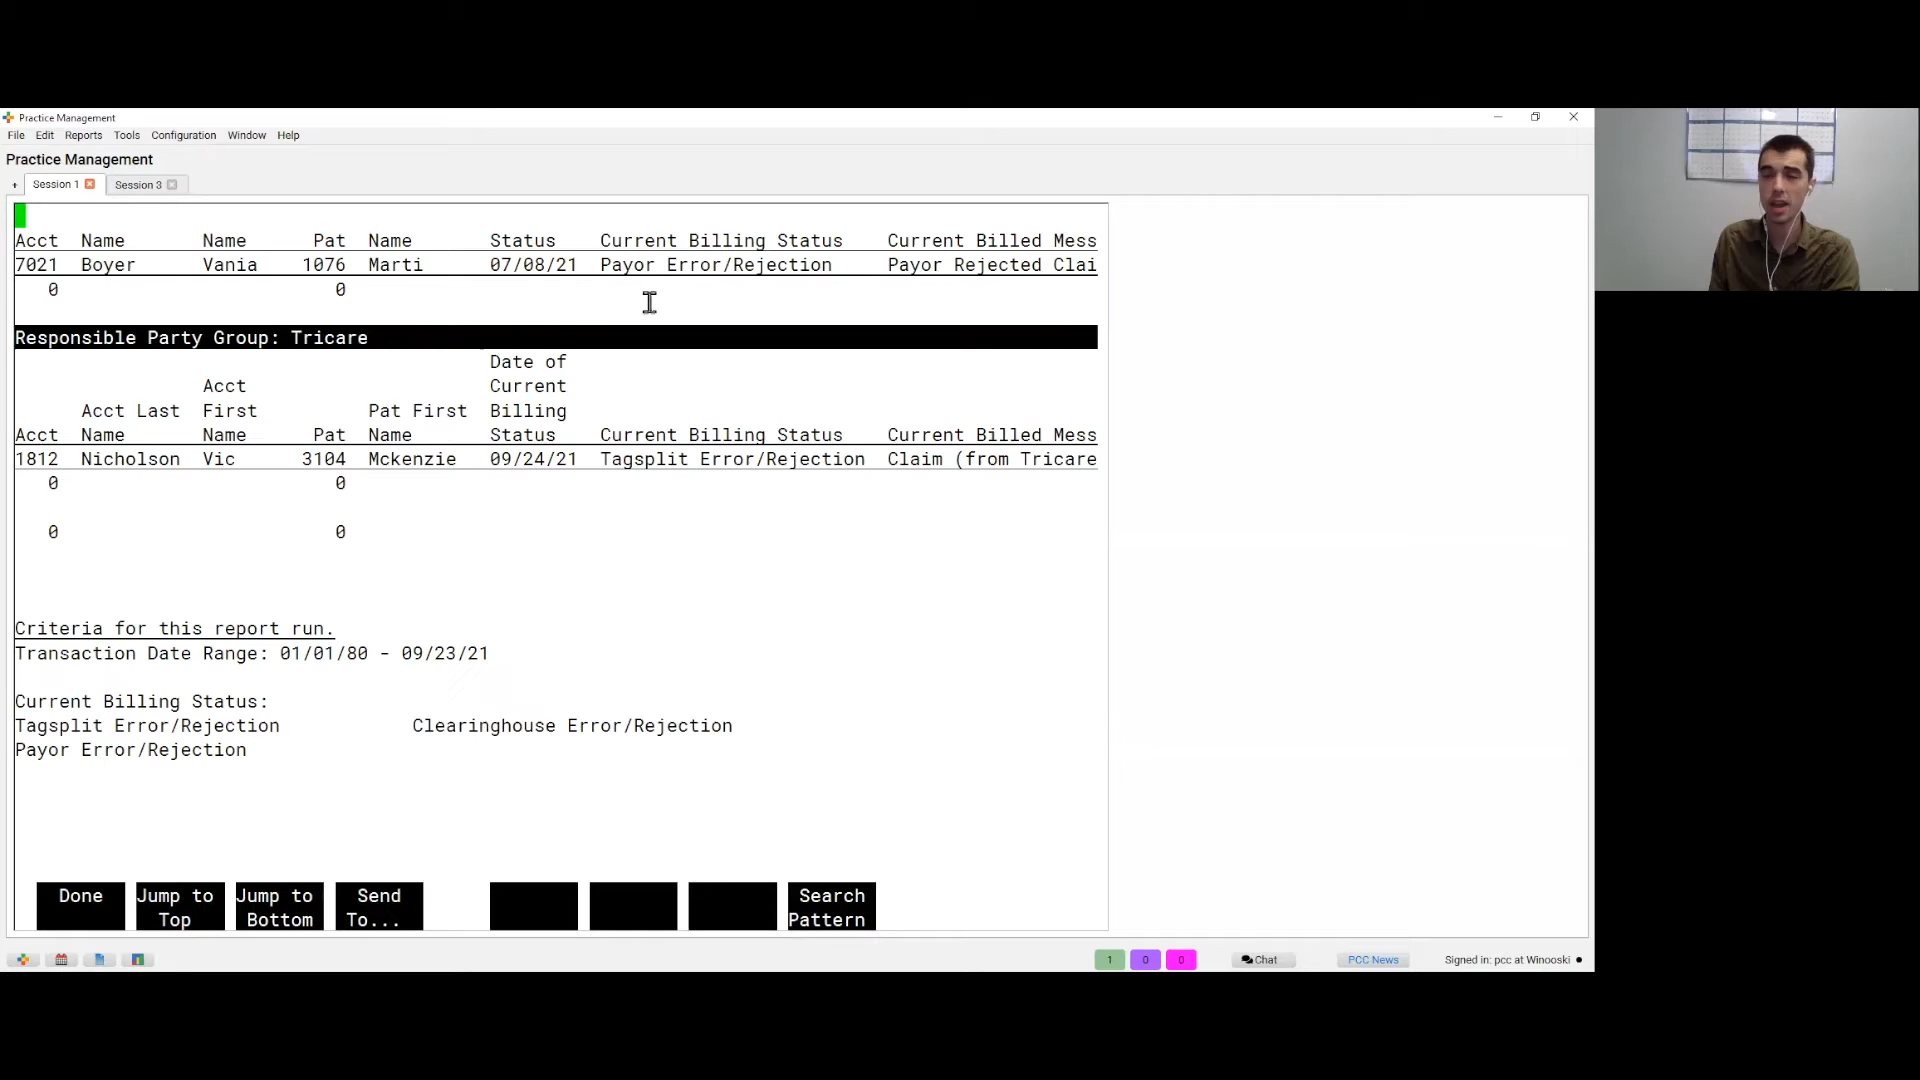 Practice Management
File Edit Reports Tools Configuration Window Help
Practice Management
+ Session 1 Session 3
Acct Name Name Pat Name Status Current Billing Status Current Billed Mess
7021 Boyer Vania 1076 Marti 07/08/21 Payor Error/Rejection Payor Rejected Clai
0 0
Responsible Party Group: Tricare
Date of
Acct Current
Acct Last First Pat First Billing
Acct Name Name Pat Name Status Current Billing Status Current Billed Mess
1812 Nicholson Vic 3104 Mckenzie 09/24/21 Tagsplit Error/Rejection Claim (from Tricare
0 0
0 0
Criteria for this report run.
Transaction Date Range: 01/01/80 - 09/23/21
Current Billing Status:
Tagsplit Error/Rejection Clearinghouse Error/Rejection
Payor Error/Rejection
Done Jump to Jump to Send Search
Top Bottom To... Pattern
1 0 0 Chat PCC News Signed in: pcc at Winooski